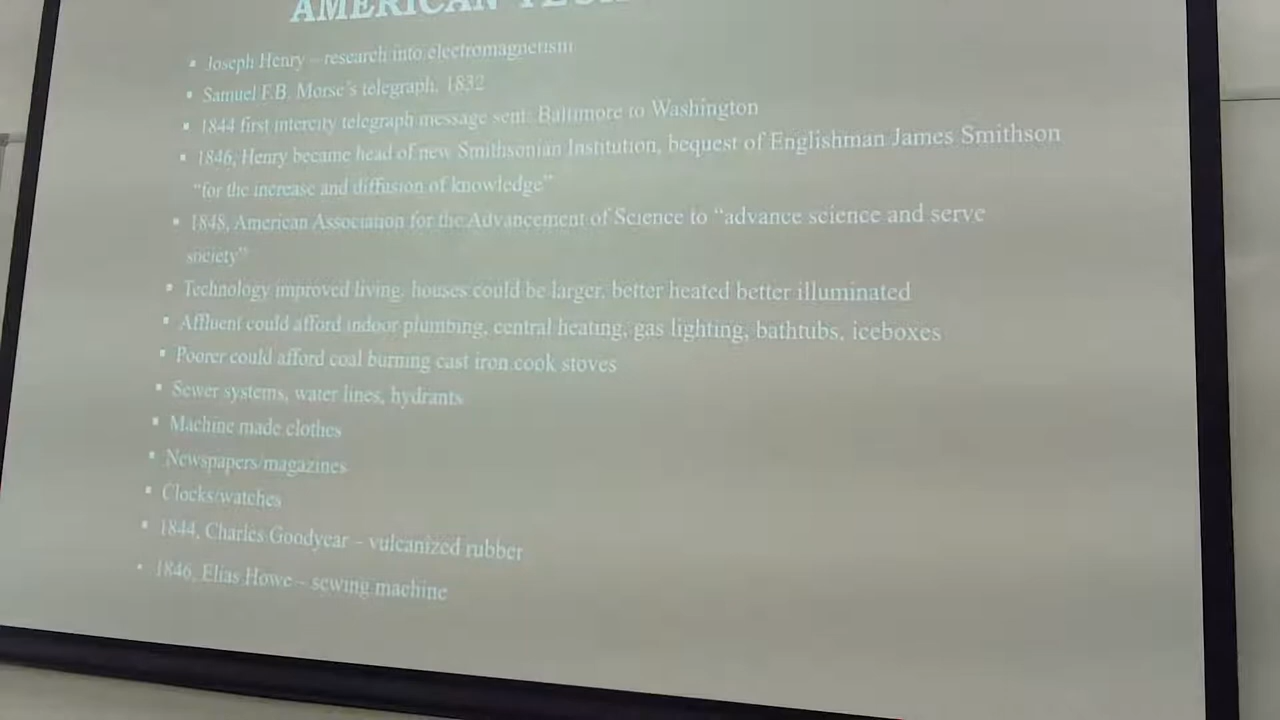 AMERICAN
▪ Joseph Henry – research into electromagnetism
▪ Samuel F.B. Morse's telegraph, 1832
▪ 1844 first intercity telegraph message sent: Baltimore to Washington
▪ 1846, Henry became head of new Smithsonian Institution, bequest of Englishman James Smithson
"for the increase and diffusion of knowledge"
▪ 1848, American Association for the Advancement of Science to "advance science and serve
society"
▪ Technology improved living, houses could be larger, better heated better illuminated
▪ Affluent could afford indoor plumbing, central heating, gas lighting, bathtubs, iceboxes
▪ Poorer could afford coal burning cast iron cook stoves
▪ Sewer systems, water lines, hydrants
▪ Machine made clothes
▪ Newspapers/magazines
▪ Clocks/watches
▪ 1844, Charles Goodyear – vulcanized rubber
▪ 1846, Elias Howe – sewing machine